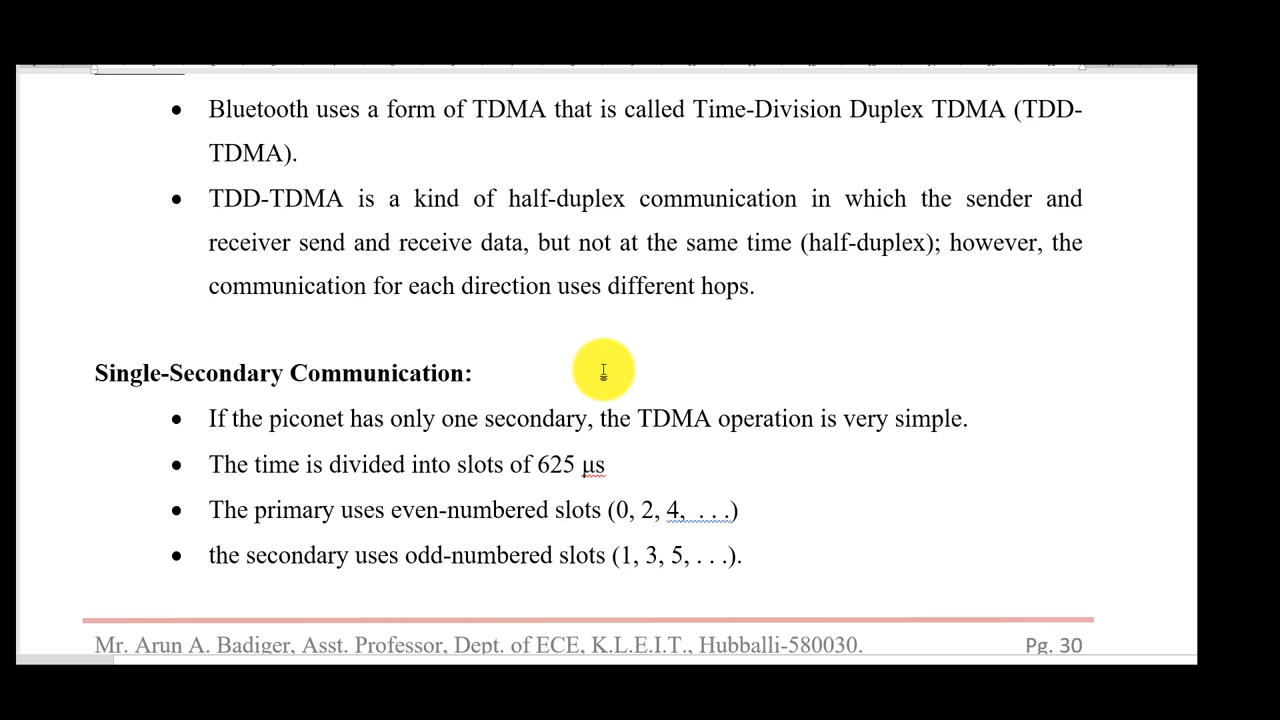 • Bluetooth uses a form of TDMA that is called Time-Division Duplex TDMA (TDD-
TDMA).
• TDD-TDMA is a kind of half-duplex communication in which the sender and
receiver send and receive data, but not at the same time (half-duplex); however, the
communication for each direction uses different hops.
Single-Secondary Communication:
• If the piconet has only one secondary, the TDMA operation is very simple.
• The time is divided into slots of 625 μs
• The primary uses even-numbered slots (0, 2, 4, . . .)
• the secondary uses odd-numbered slots (1, 3, 5, . . .).
Mr. Arun A. Badiger, Asst. Professor, Dept. of ECE, K.L.E.I.T., Hubballi-580030. Pg. 30